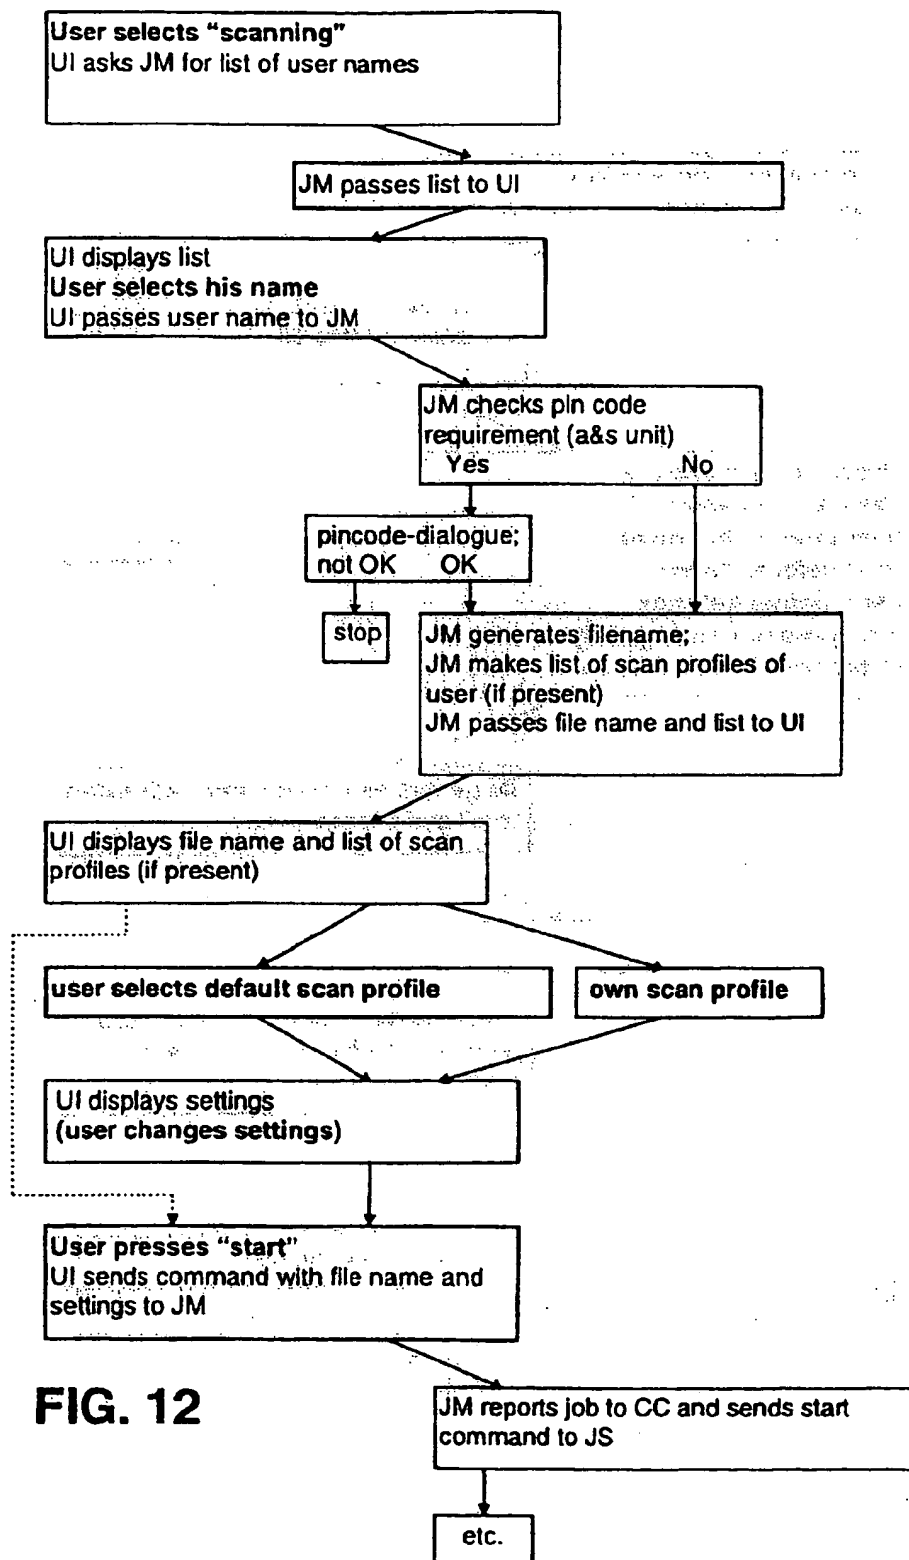 User selects “scanning”
UI asks JM for list of user names
JM passes list to UI
UI displays list
User selects his name
UI passes user name to JM
JM checks pin code
requirement (a&s unit)
Yes No
pincode-dialogue;
not OK OK
stop
JM generates filename;
JM makes list of scan profiles of
user (if present)
JM passes file name and list to UI
UI displays file name and list of scan
profiles (if present)
user selects default scan profile
own scan profile
UI displays settings
(user changes settings)
User presses “start”
UI sends command with file name and
settings to JM
FIG. 12
JM reports job to CC and sends start
command to JS
etc.